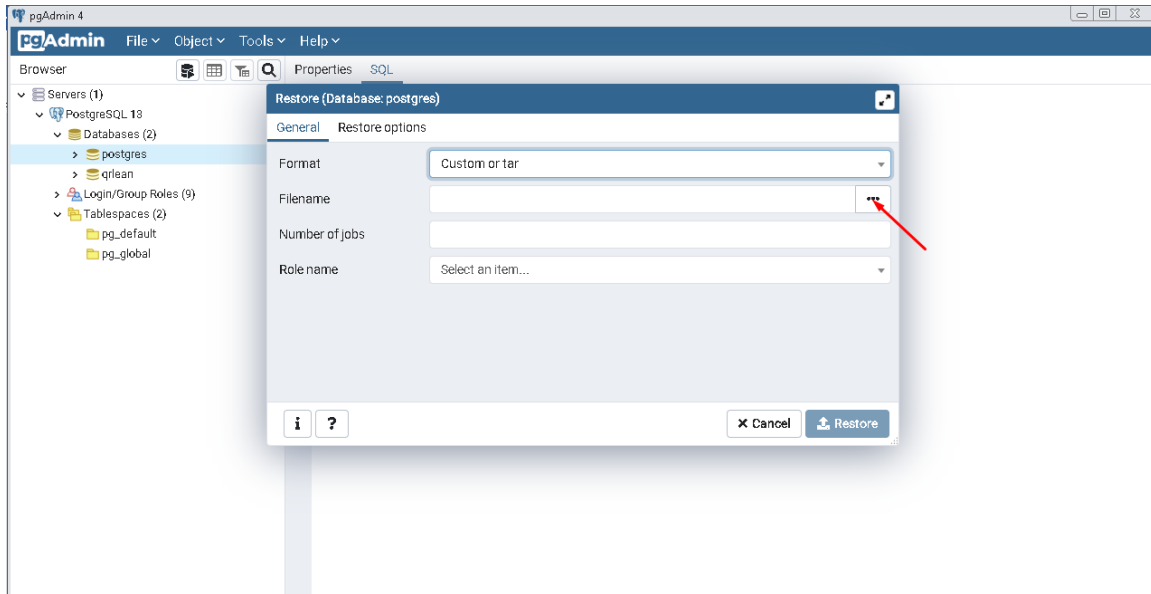 pgAdmin 4
pgAdmin File Object Tools Help
Browser Properties SQL
Servers (1)
PostgreSQL 13
Databases (2)
postgres
qrlean
Login/Group Roles (9)
Tablespaces (2)
pg_default
pg_global
Restore (Database: postgres)
General Restore options
Format Custom or tar
Filename
Number of jobs
Role name Select an item...
i ? Cancel Restore